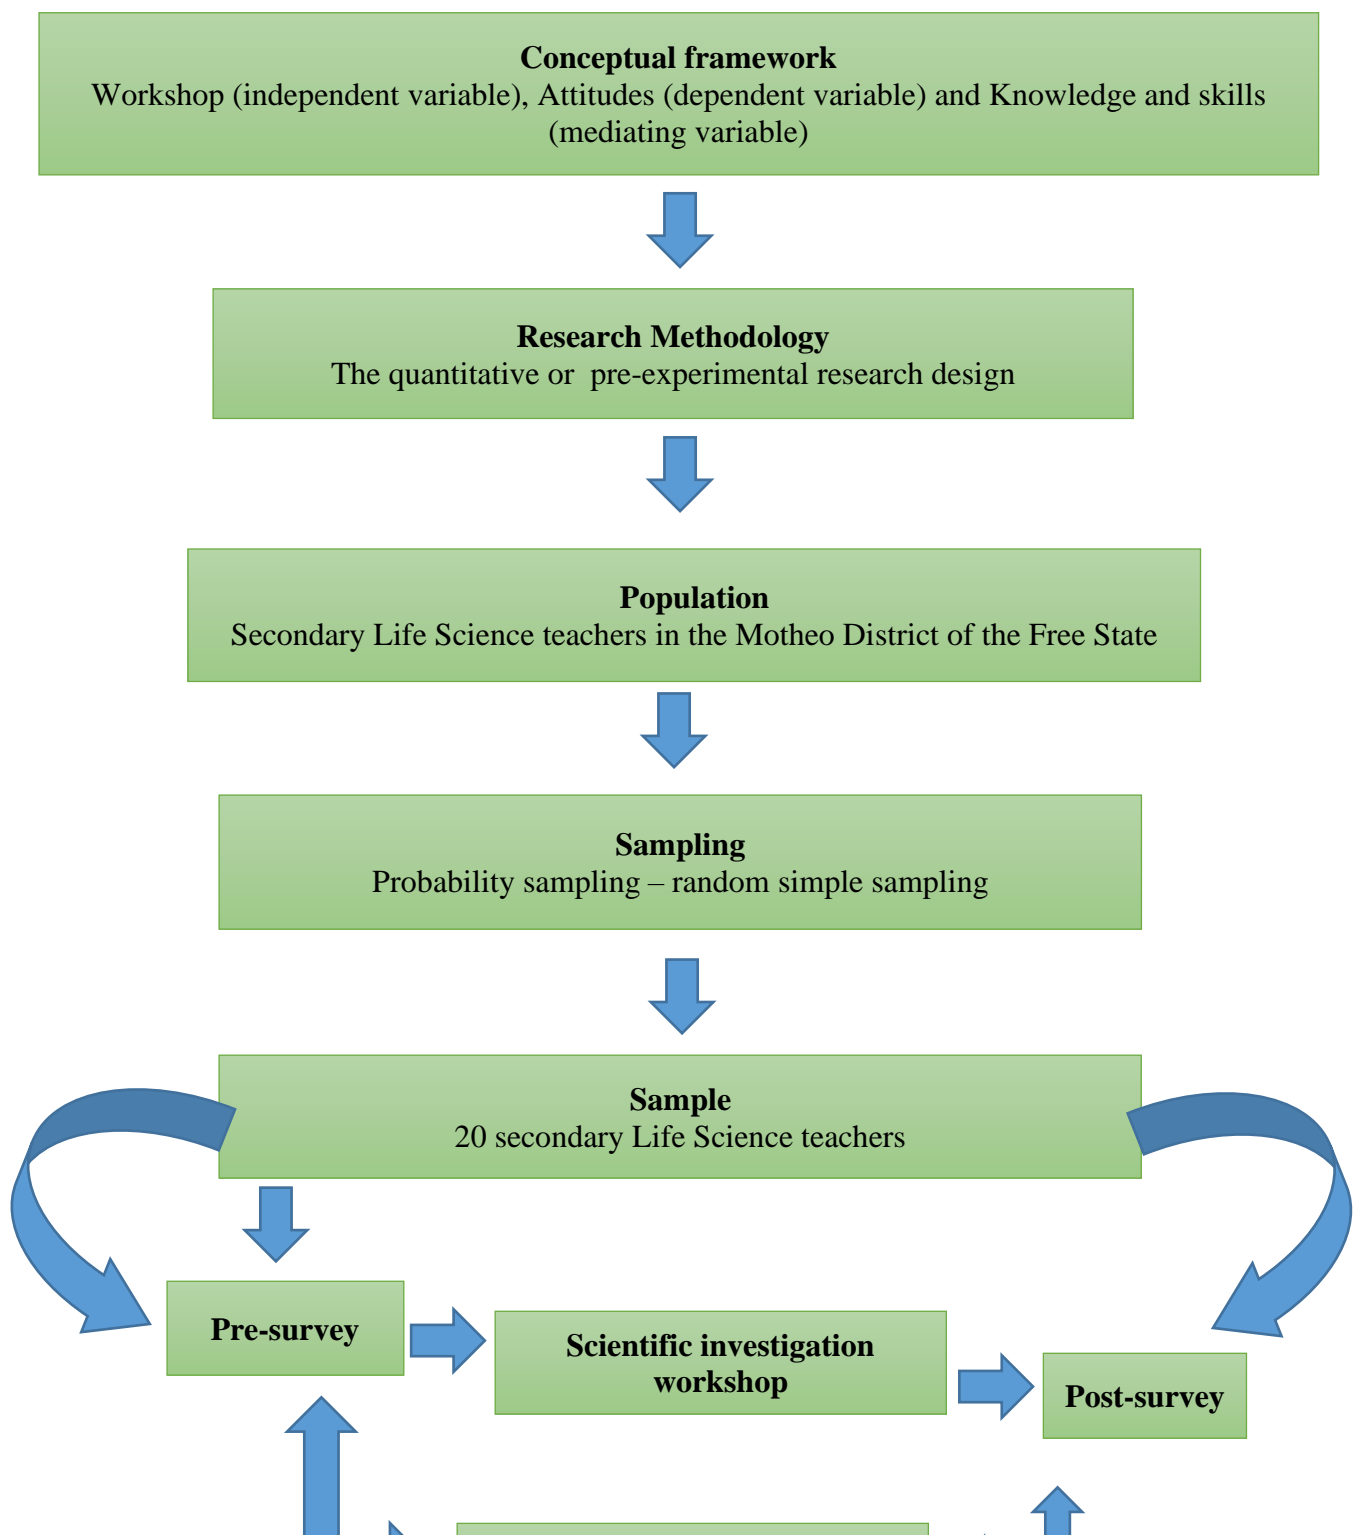 Conceptual framework
Workshop (independent variable), Attitudes (dependent variable) and Knowledge and skills
(mediating variable)
Research Methodology
The quantitative or  pre-experimental research design
Population
Secondary Life Science teachers in the Motheo District of the Free State
Sampling
Probability sampling – random simple sampling
Sample
20 secondary Life Science teachers
Pre-survey
Scientific investigation
workshop
Post-survey